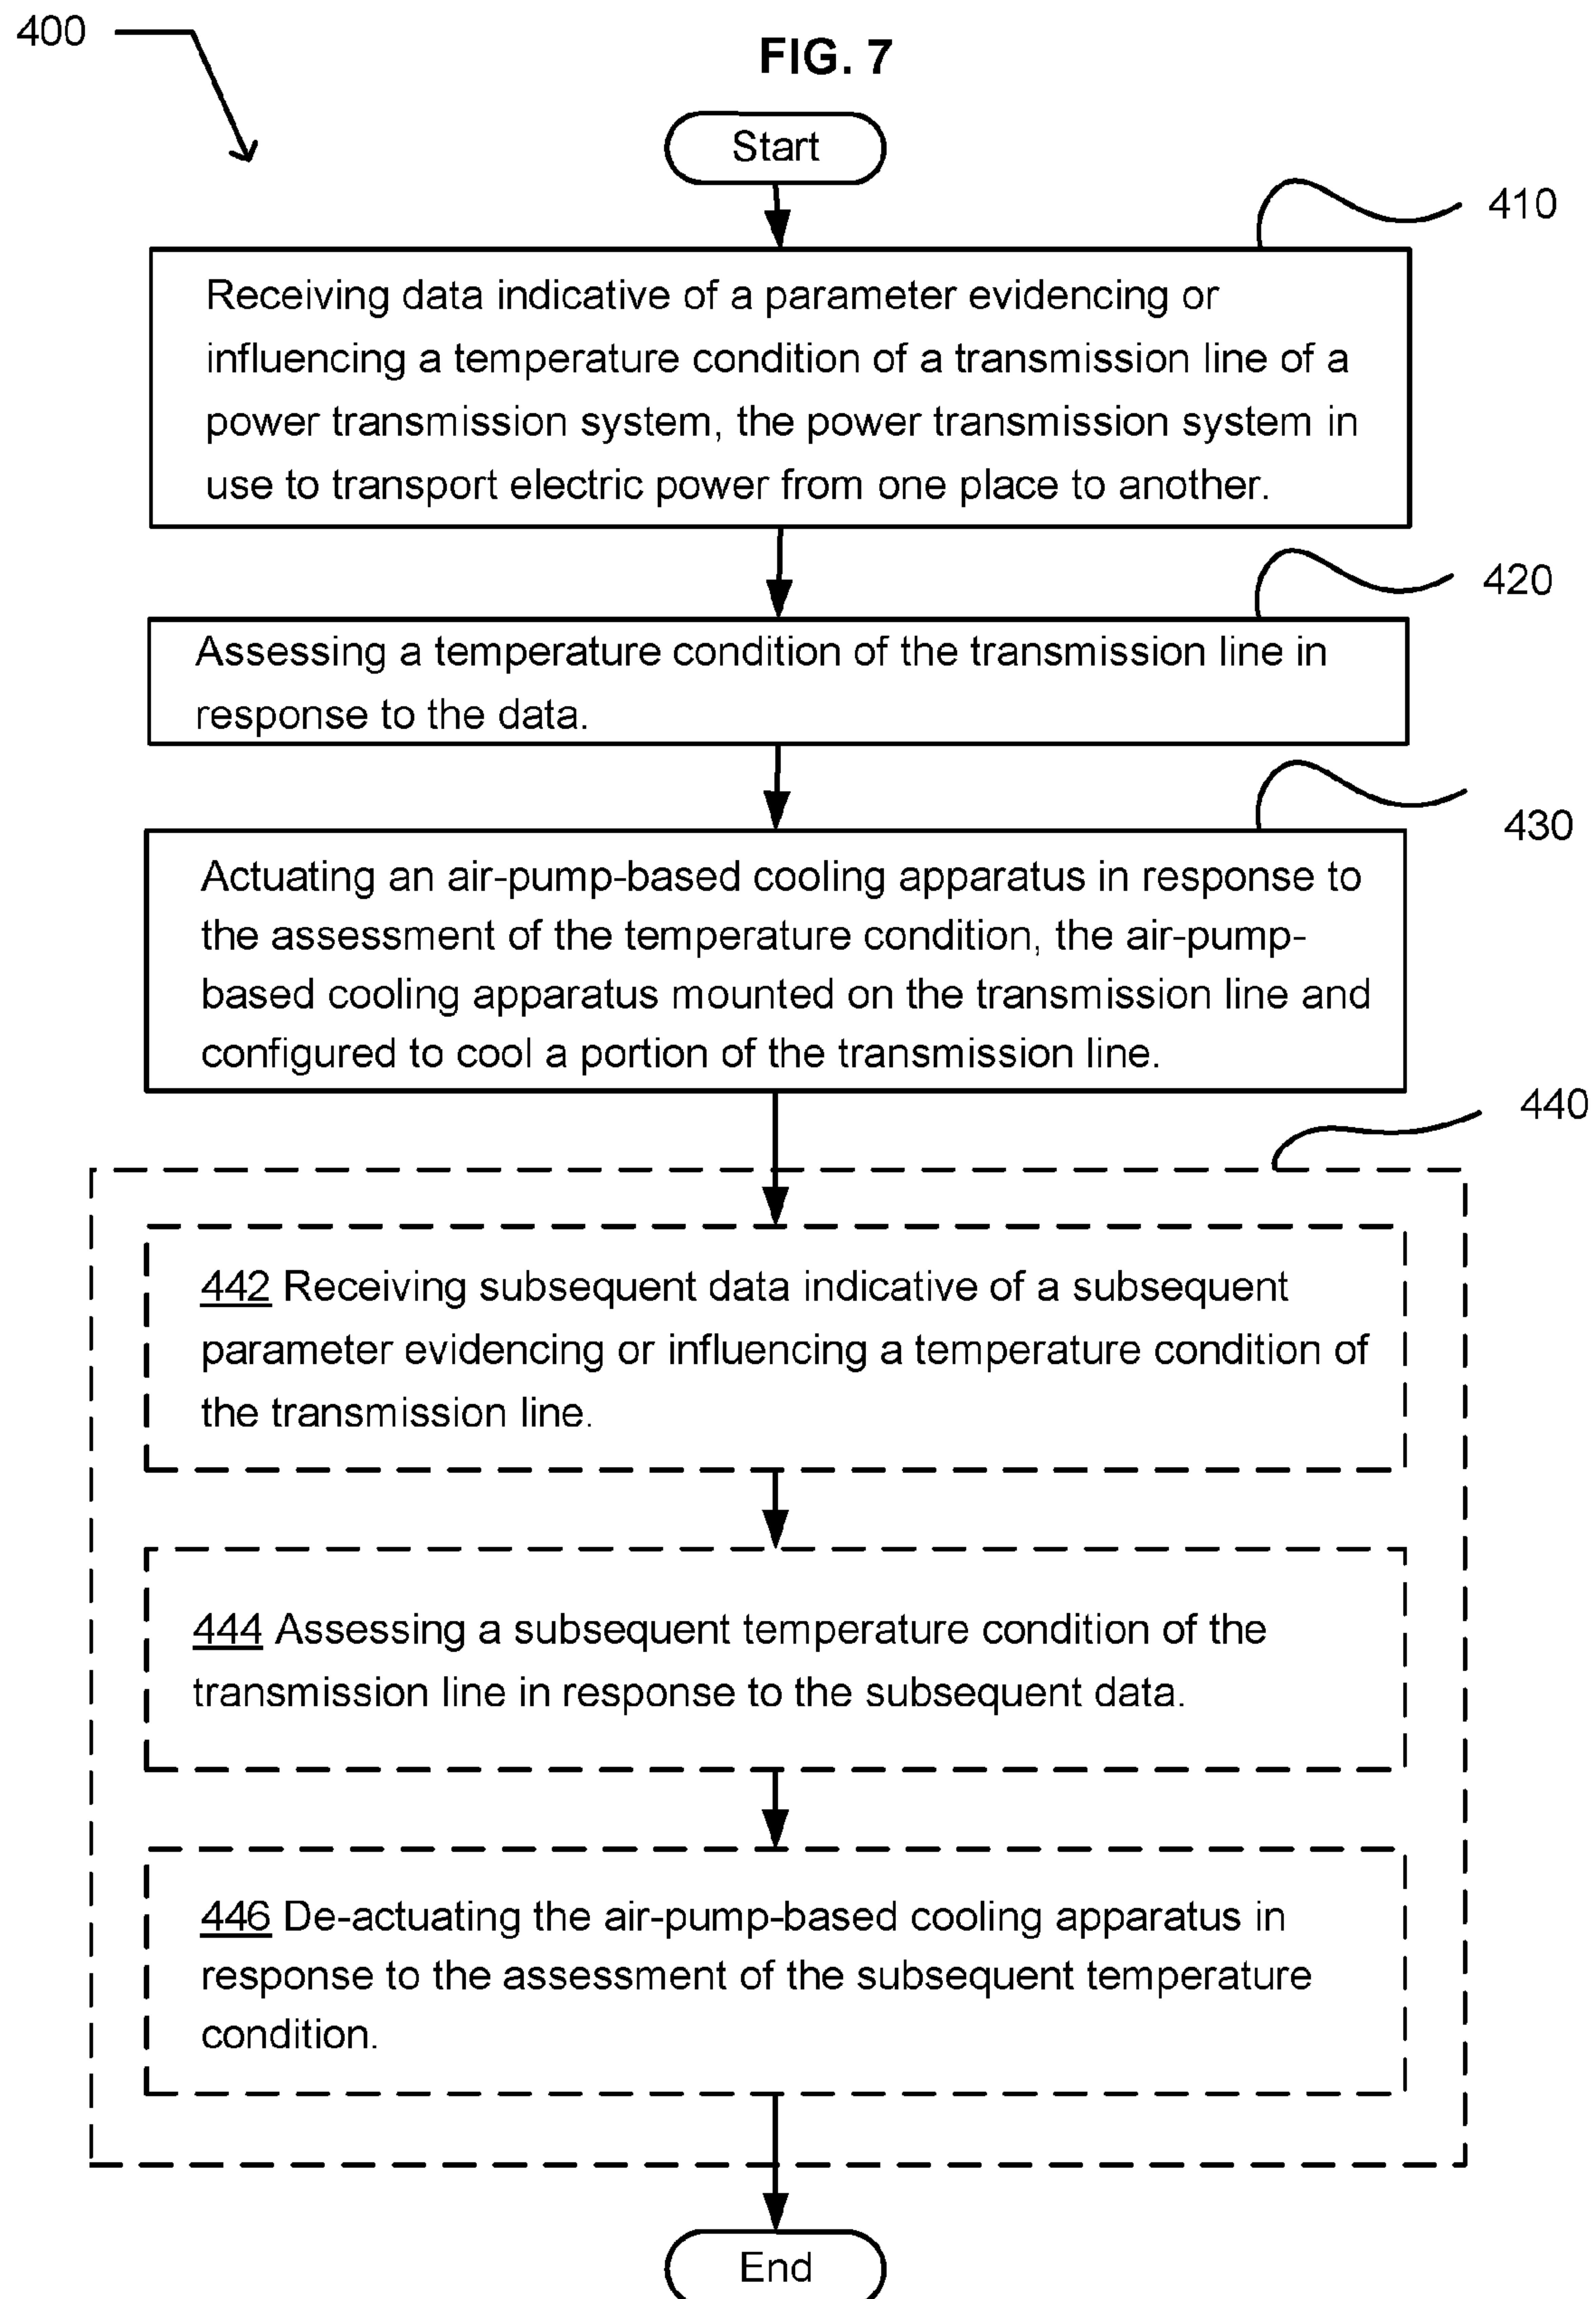 400
FIG. 7
Start
410
Receiving data indicative of a parameter evidencing or
influencing a temperature condition of a transmission line of a
power transmission system, the power transmission system in
use to transport electric power from one place to another.
420
Assessing a temperature condition of the transmission line in
response to the data.
430
Actuating an air-pump-based cooling apparatus in response to
the assessment of the temperature condition, the air-pump-
based cooling apparatus mounted on the transmission line and
configured to cool a portion of the transmission line.
440
442 Receiving subsequent data indicative of a subsequent
parameter evidencing or influencing a temperature condition of
the transmission line.
444 Assessing a subsequent temperature condition of the
transmission line in response to the subsequent data.
446 De-actuating the air-pump-based cooling apparatus in
response to the assessment of the subsequent temperature
condition.
End